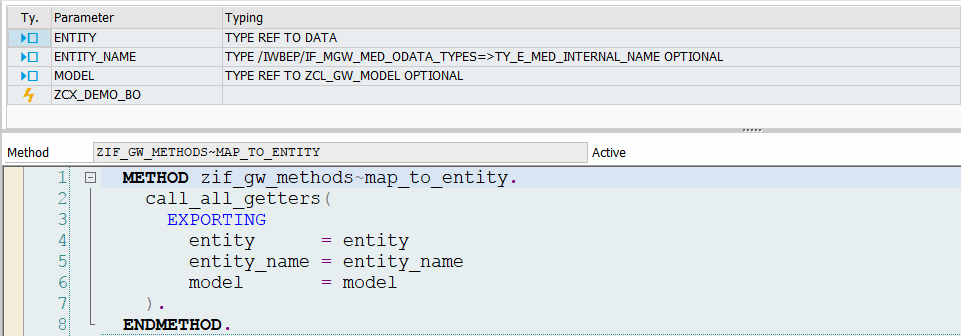 Ty. Parameter Typing
ENTITY TYPE REF TO DATA
ENTITY_NAME TYPE /IWBEP/IF_MGW_MED_ODATA_TYPES=>TY_E_MED_INTERNAL_NAME OPTIONAL
MODEL TYPE REF TO ZCL_GW_MODEL OPTIONAL
ZCX_DEMO_BO
Method ZIF_GW_METHODS~MAP_TO_ENTITY Active
1 METHOD zif_gw_methods~map_to_entity.
2 call_all_getters(
3 EXPORTING
4 entity = entity
5 entity_name = entity_name
6 model = model
7 ).
8 ENDMETHOD.